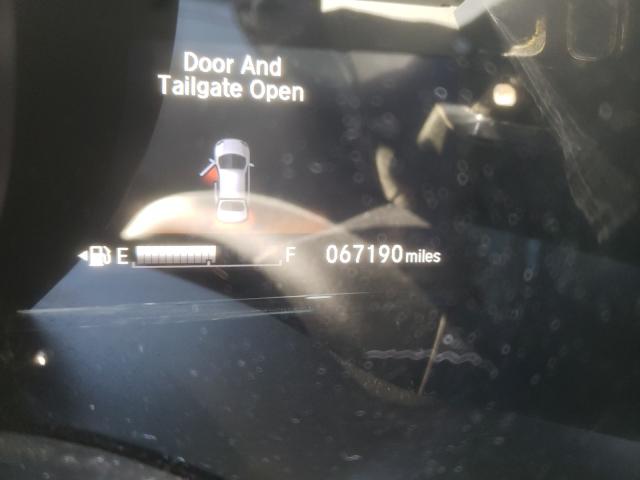 Door And
Tailgate Open
E F 067190 miles